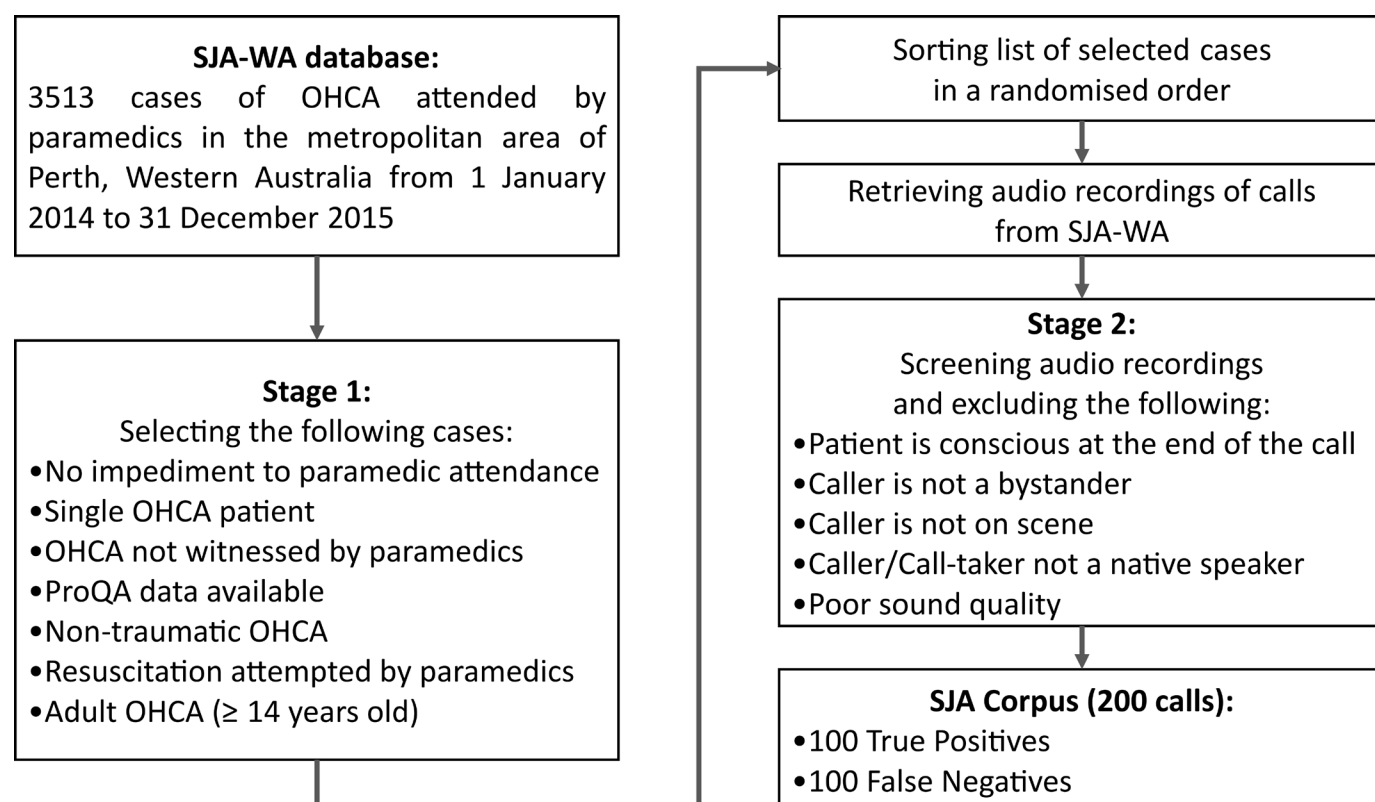 SJA-WA database:
3513 cases of OHCA attended by
paramedics in the metropolitan area of
Perth, Western Australia from 1 January
2014 to 31 December 2015
Stage 1:
Selecting the following cases:
•No impediment to paramedic attendance
•Single OHCA patient
•OHCA not witnessed by paramedics
•ProQA data available
•Non-traumatic OHCA
•Resuscitation attempted by paramedics
•Adult OHCA (≥ 14 years old)
Sorting list of selected cases
in a randomised order
Retrieving audio recordings of calls
from SJA-WA
Stage 2:
Screening audio recordings
and excluding the following:
•Patient is conscious at the end of the call
•Caller is not a bystander
•Caller is not on scene
•Caller/Call-taker not a native speaker
•Poor sound quality
SJA Corpus (200 calls):
•100 True Positives
•100 False Negatives